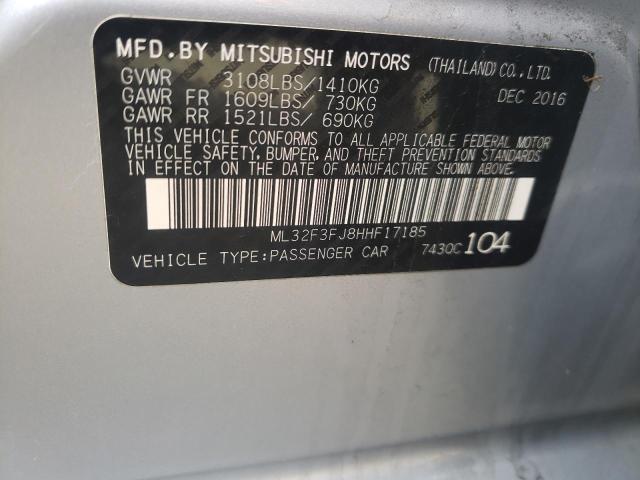 MFD.BY MITSUBISHI MOTORS (THAILAND)CO.,LTD.
GVWR 3108LBS/1410KG DEC 2016
GAWR FR 1609LBS/ 730KG
GAWR RR 1521LBS/ 690KG
THIS VEHICLE CONFORMS TO ALL APPLICABLE FEDERAL MOTOR
VEHICLE SAFETY, BUMPER, AND THEFT PREVENTION STANDARDS
IN EFFECT ON THE DATE OF MANUFACTURE SHOWN ABOVE.
ML32F3FJ8HHF17185
VEHICLE TYPE:PASSENGER CAR 7430C 104